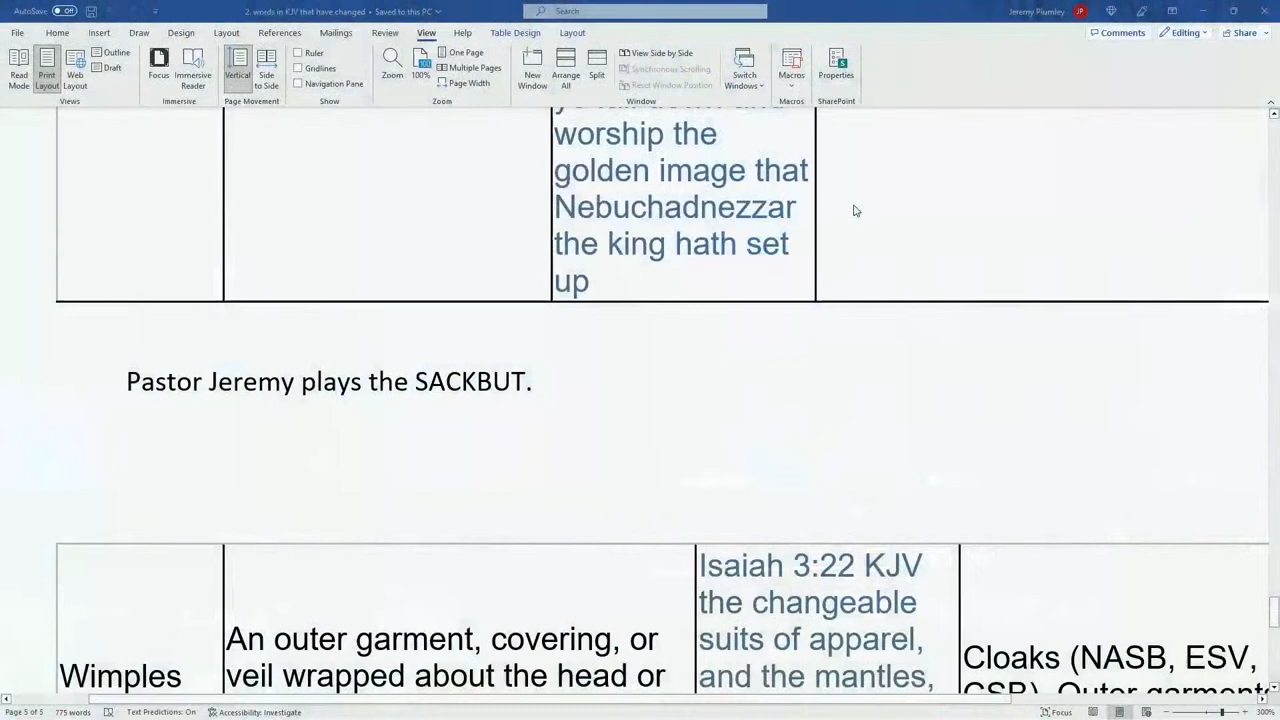 AutoSave Off
2. words in KJV that have changed • Saved to this PC
Search
Jeremy Plumley JP
File Home Insert Draw Design Layout References Mailings Review View Help Table Design Layout
Comments Editing Share
Read Mode
Print Layout
Web Layout
Outline
Draft
Views
Focus
Immersive Reader
Immersive
Vertical
Side to Side
Page Movement
Ruler
Gridlines
Navigation Pane
Show
Zoom
100%
One Page
Multiple Pages
Page Width
Zoom
New Window
Arrange All
Split
View Side by Side
Synchronous Scrolling
Reset Window Position
Window
Switch Windows
Macros
Macros
Properties
SharePoint
worship the
golden image that
Nebuchadnezzar
the king hath set
up
Pastor Jeremy plays the SACKBUT.
Wimples
An outer garment, covering, or
veil wrapped about the head or
Isaiah 3:22 KJV
the changeable
suits of apparel,
and the mantles,
Cloaks (NASB, ESV,
CSB), Outer garments
Page 5 of 5 775 words Text Predictions: On Accessibility: Investigate
Focus
300%